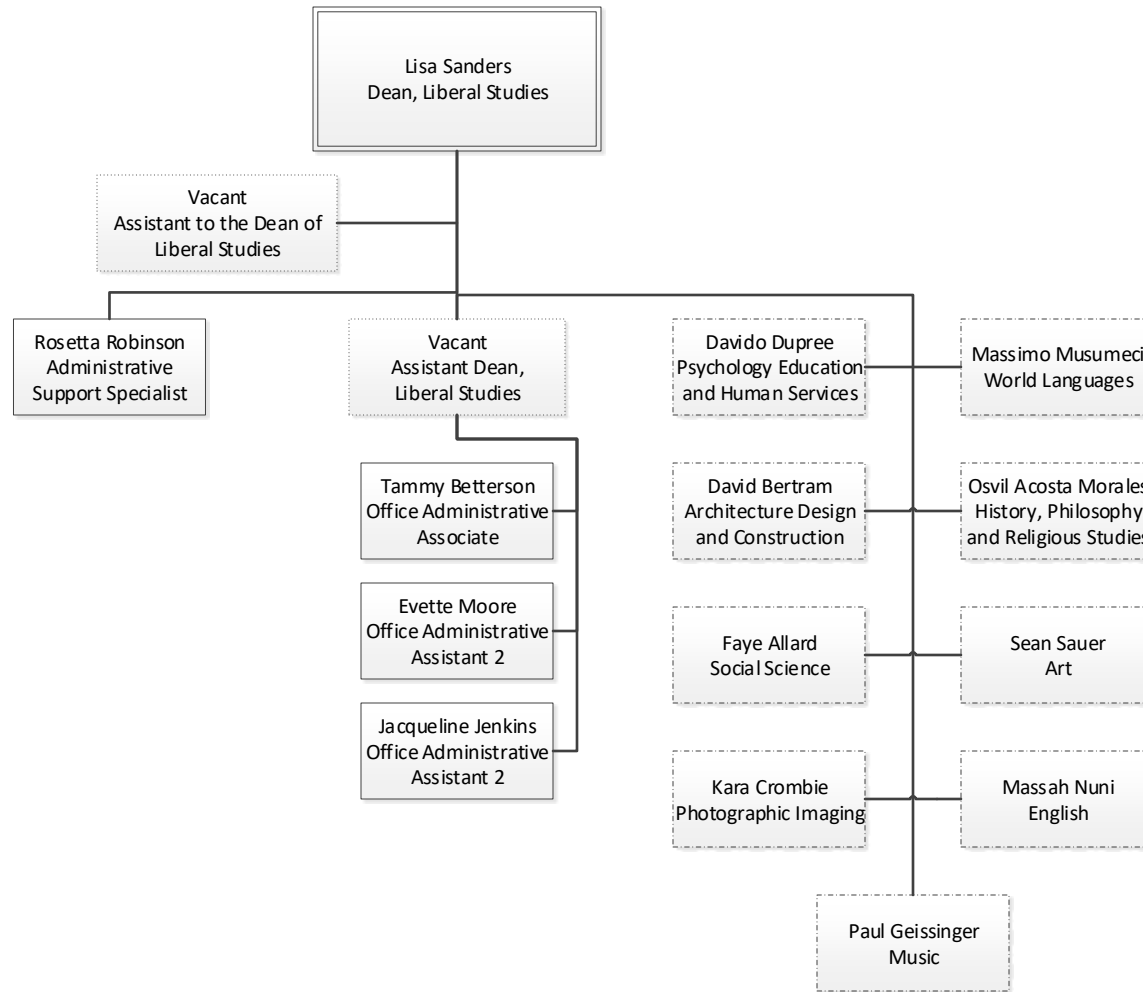 Lisa Sanders
Dean, Liberal Studies
Vacant
Assistant to the Dean of
Liberal Studies
Rosetta Robinson
Administrative
Support Specialist
Vacant
Assistant Dean,
Liberal Studies
Tammy Betterson
Office Administrative
Associate
Evette Moore
Office Administrative
Assistant 2
Jacqueline Jenkins
Office Administrative
Assistant 2
Davido Dupree
Psychology Education
and Human Services
Massimo Musumeci
World Languages
David Bertram
Architecture Design
and Construction
Osvil Acosta Morales
History, Philosophy
and Religious Studies
Faye Allard
Social Science
Sean Sauer
Art
Kara Crombie
Photographic Imaging
Massah Nuni
English
Paul Geissinger
Music